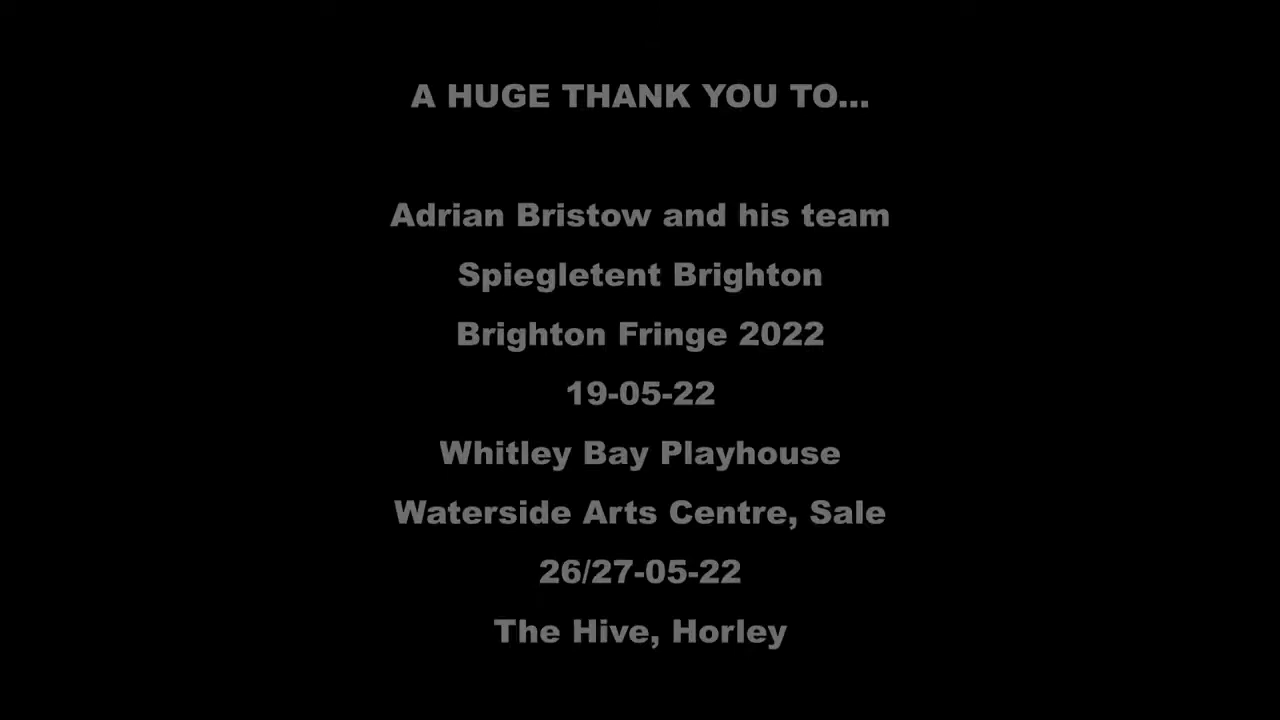 A HUGE THANK YOU TO...
Adrian Bristow and his team
Spiegletent Brighton
Brighton Fringe 2022
19-05-22
Whitley Bay Playhouse
Waterside Arts Centre, Sale
26/27-05-22
The Hive, Horley